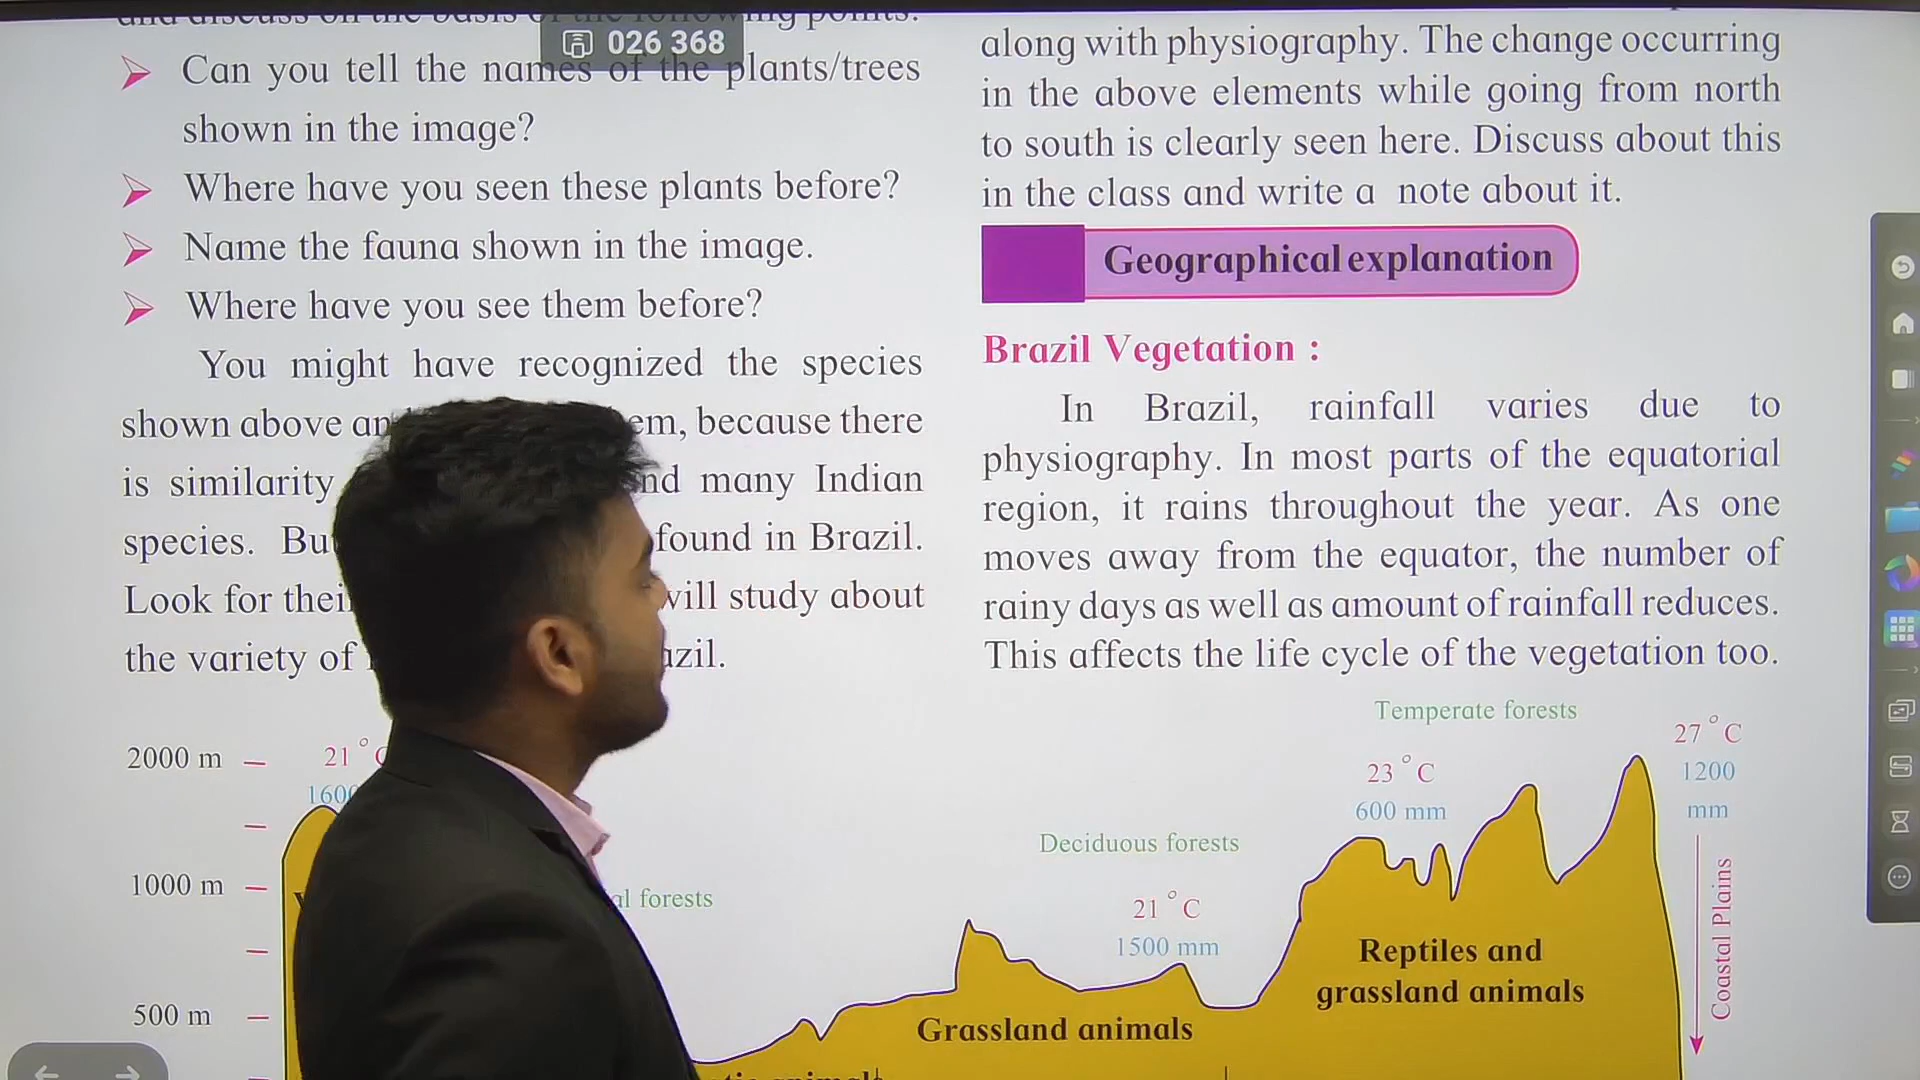 026 368
Can you tell the names of the plants/trees
shown in the image?
Where have you seen these plants before?
Name the fauna shown in the image.
Where have you see them before?
You might have recognized the species
shown above em, because there
is similarity many Indian
species. found in Brazil.
Look for will study about
the variety of
along with physiography. The change occurring
in the above elements while going from north
to south is clearly seen here. Discuss about this
in the class and write a note about it.
Geographical explanation
Brazil Vegetation :
In Brazil, rainfall varies due to
physiography. In most parts of the equatorial
region, it rains throughout the year. As one
moves away from the equator, the number of
rainy days as well as amount of rainfall reduces.
This affects the life cycle of the vegetation too.
2000 m
1000 m
500 m
21 °C
forests
Deciduous forests
21 °C
1500 mm
Temperate forests
23 °C
600 mm
27 °C
1200
mm
Coastal Plains
Reptiles and
grassland animals
Grassland animals